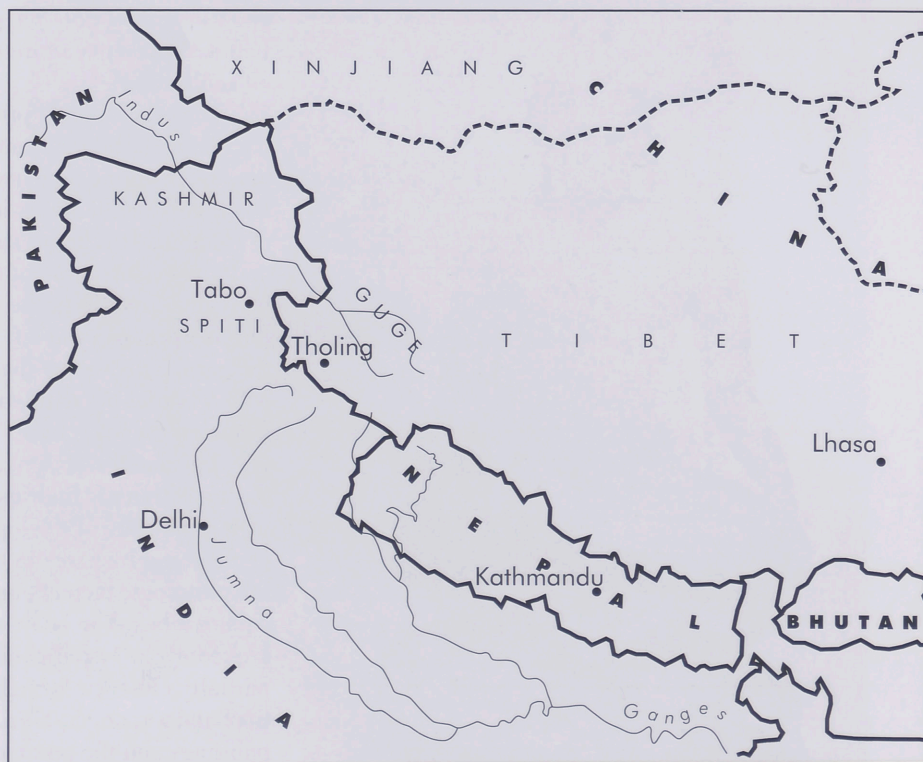 XINJIANG
CHINA
PAKISTAN
Indus
KASHMIR
Tabo
SPITI
GUGE
Tholing
TIBET
Lhasa
NEPAL
INDIA
Delhi
Jumna
Kathmandu
BHUTAN
Ganges